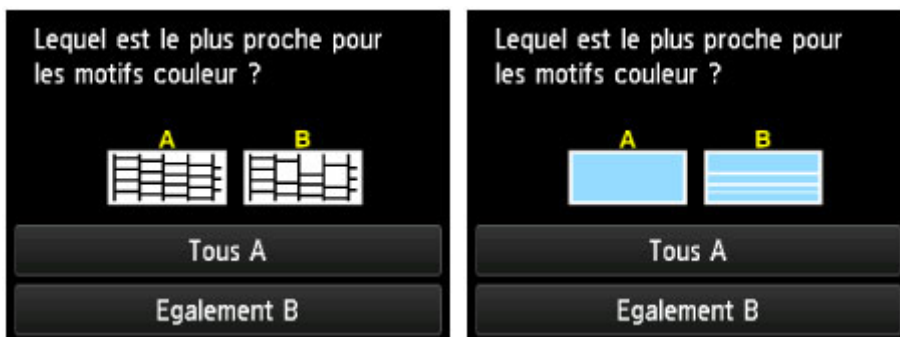 Lequel est le plus proche pour
les motifs couleur ?
A B
Tous A
Egalement B
Lequel est le plus proche pour
les motifs couleur ?
A B
Tous A
Egalement B